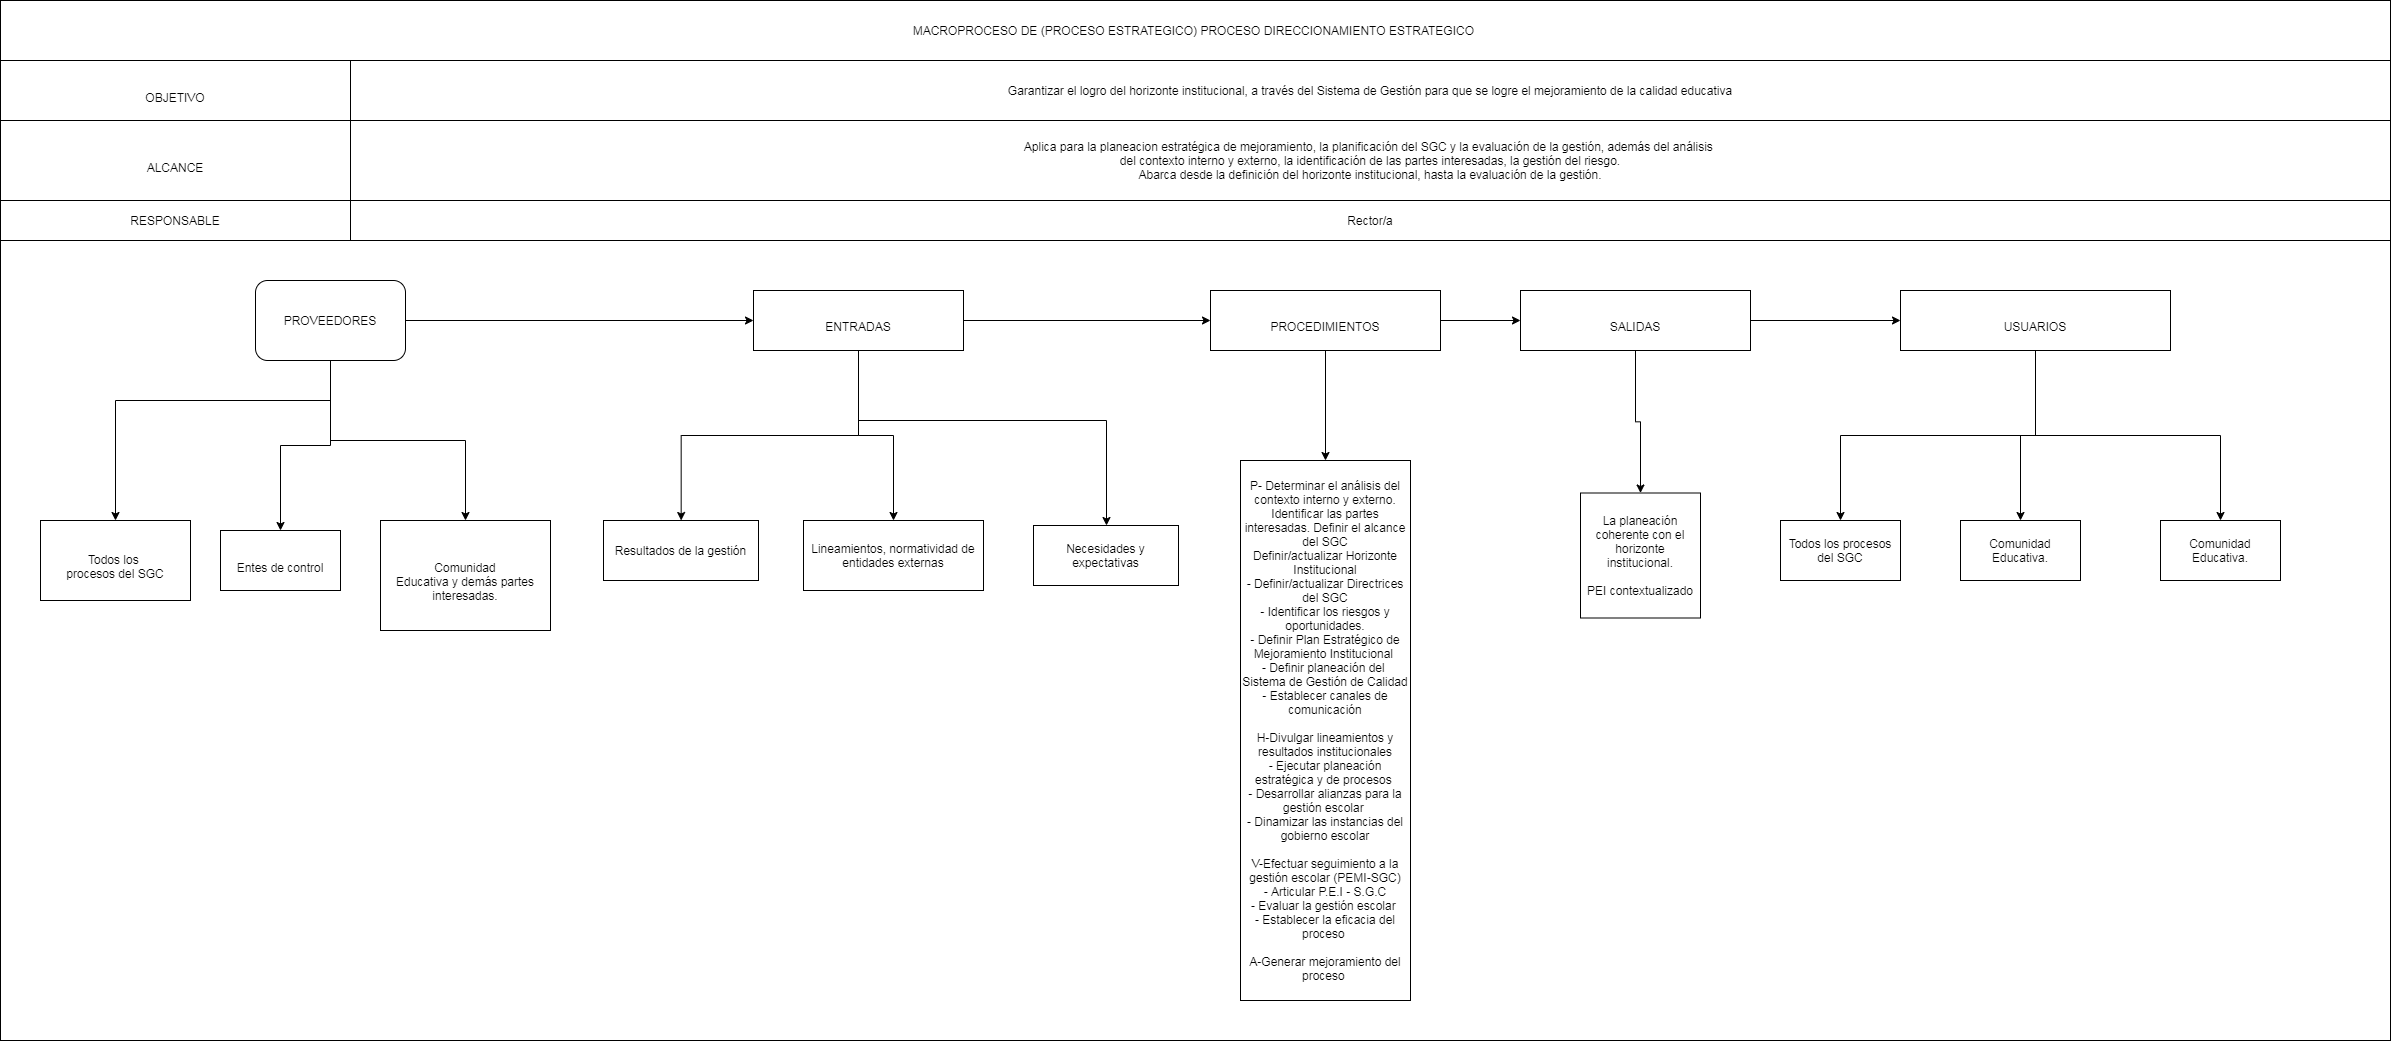 MACROPROCESO DE (PROCESO ESTRATEGICO) PROCESO DIRECCIONAMIENTO ESTRATEGICO
OBJETIVO
Garantizar el logro del horizonte institucional, a través del Sistema de Gestión para que se logre el mejoramiento de la calidad educativa
ALCANCE
Aplica para la planeacion estratégica de mejoramiento, la planificación del SGC y la evaluación de la gestión, además del análisis
del contexto interno y externo, la identificación de las partes interesadas, la gestión del riesgo.
Abarca desde la definición del horizonte institucional, hasta la evaluación de la gestión.
RESPONSABLE
Rector/a
PROVEEDORES
ENTRADAS
PROCEDIMIENTOS
SALIDAS
USUARIOS
Todos los
procesos del SGC
Entes de control
Comunidad
Educativa y demás partes
interesadas.
Resultados de la gestión
Lineamientos, normatividad de
entidades externas
Necesidades y
expectativas
P- Determinar el análisis del
contexto interno y externo.
Identificar las partes
interesadas. Definir el alcance
del SGC
Definir/actualizar Horizonte
Institucional
- Definir/actualizar Directrices
del SGC
- Identificar los riesgos y
oportunidades.
- Definir Plan Estratégico de
Mejoramiento Institucional
- Definir planeación del
Sistema de Gestión de Calidad
- Establecer canales de
comunicación
H-Divulgar lineamientos y
resultados institucionales
- Ejecutar planeación
estratégica y de procesos
- Desarrollar alianzas para la
gestión escolar
- Dinamizar las instancias del
gobierno escolar
V-Efectuar seguimiento a la
gestión escolar (PEMI-SGC)
- Articular P.E.I - S.G.C
- Evaluar la gestión escolar
- Establecer la eficacia del
proceso
A-Generar mejoramiento del
proceso
La planeación
coherente con el
horizonte
institucional.
PEI contextualizado
Todos los procesos
del SGC
Comunidad
Educativa.
Comunidad
Educativa.